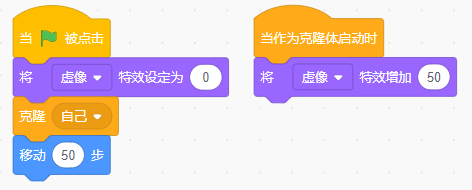 当 被点击
将 虚像 特效设定为 0
克隆 自己
移动 50 步
当作为克隆体启动时
将 虚像 特效增加 50